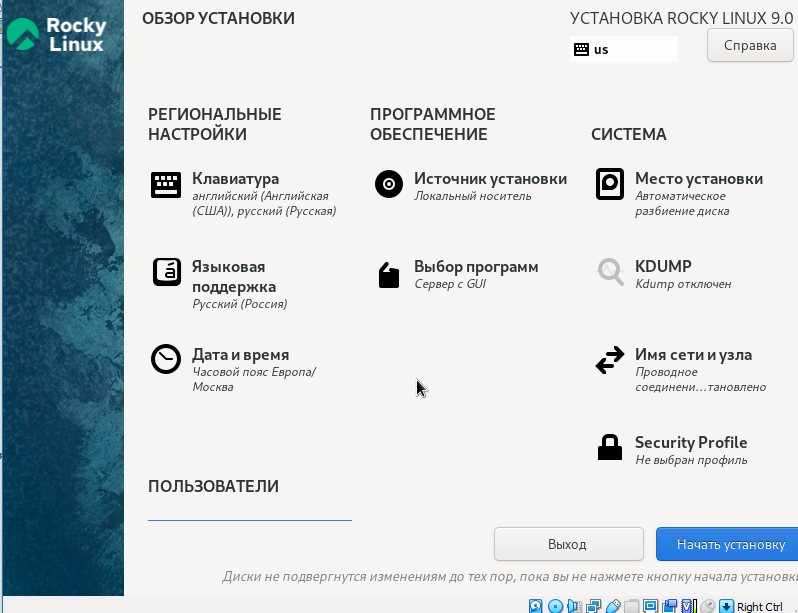 Rocky
Linux
ОБЗОР УСТАНОВКИ
УСТАНОВКА ROCKY LINUX 9.0
us
Справка
РЕГИОНАЛЬНЫЕ
НАСТРОЙКИ
Клавиатура
английский (Английская
(США)), русский (Русская)
Языковая
поддержка
Русский (Россия)
Дата и время
Часовой пояс Европа/
Москва
ПРОГРАММНОЕ
ОБЕСПЕЧЕНИЕ
Источник установки
Локальный носитель
Выбор программ
Сервер с GUI
СИСТЕМА
Место установки
Автоматическое
разбиение диска
KDUMP
Kdump отключен
Имя сети и узла
Проводное
соединени…тановлено
Security Profile
Не выбран профиль
ПОЛЬЗОВАТЕЛИ
Выход
Начать установку
Диски не подвергнутся изменениям до тех пор, пока вы не нажмете кнопку начала установки
Right Ctrl